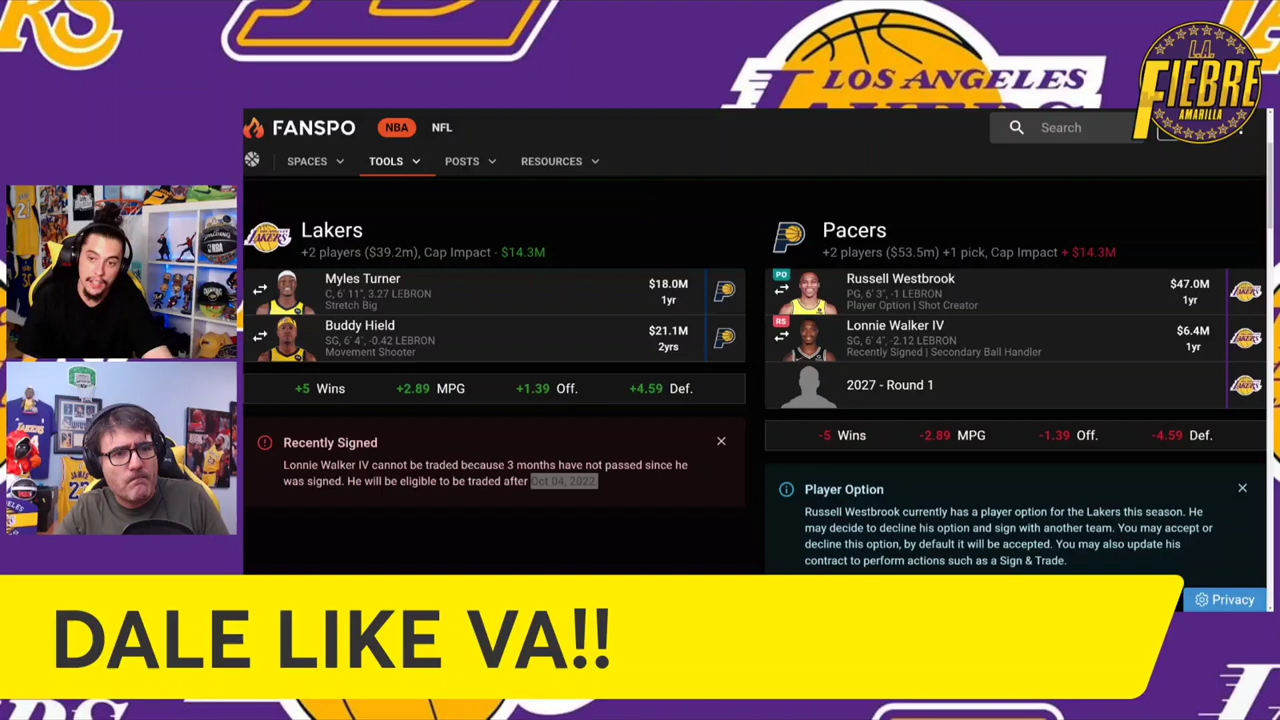 LOS ANGELES
LAKERS
L.A.
FIEBRE
AMARILLA
FANSPO
NBA
NFL
Search
SPACES
TOOLS
POSTS
RESOURCES
Lakers
+2 players ($39.2m), Cap Impact - $14.3M
Myles Turner
C, 6' 11", 3.27 LEBRON
Stretch Big
$18.0M
1yr
Buddy Hield
SG, 6' 4", -0.42 LEBRON
Movement Shooter
$21.1M
2yrs
+5 Wins +2.89 MPG +1.39 Off. +4.59 Def.
Recently Signed
Lonnie Walker IV cannot be traded because 3 months have not passed since he
was signed. He will be eligible to be traded after Oct 04, 2022
Pacers
+2 players ($53.5m) +1 pick, Cap Impact + $14.3M
PO
Russell Westbrook
PG, 6' 3", -1 LEBRON
Player Option | Shot Creator
$47.0M
1yr
RS
Lonnie Walker IV
SG, 6' 4", -2.12 LEBRON
Recently Signed | Secondary Ball Handler
$6.4M
1yr
2027 - Round 1
-5 Wins -2.89 MPG -1.39 Off. -4.59 Def.
Player Option
Russell Westbrook currently has a player option for the Lakers this season. He
may decide to decline his option and sign with another team. You may accept or
decline this option, by default it will be accepted. You may also update his
contract to perform actions such as a Sign & Trade.
Privacy
DALE LIKE VA!!